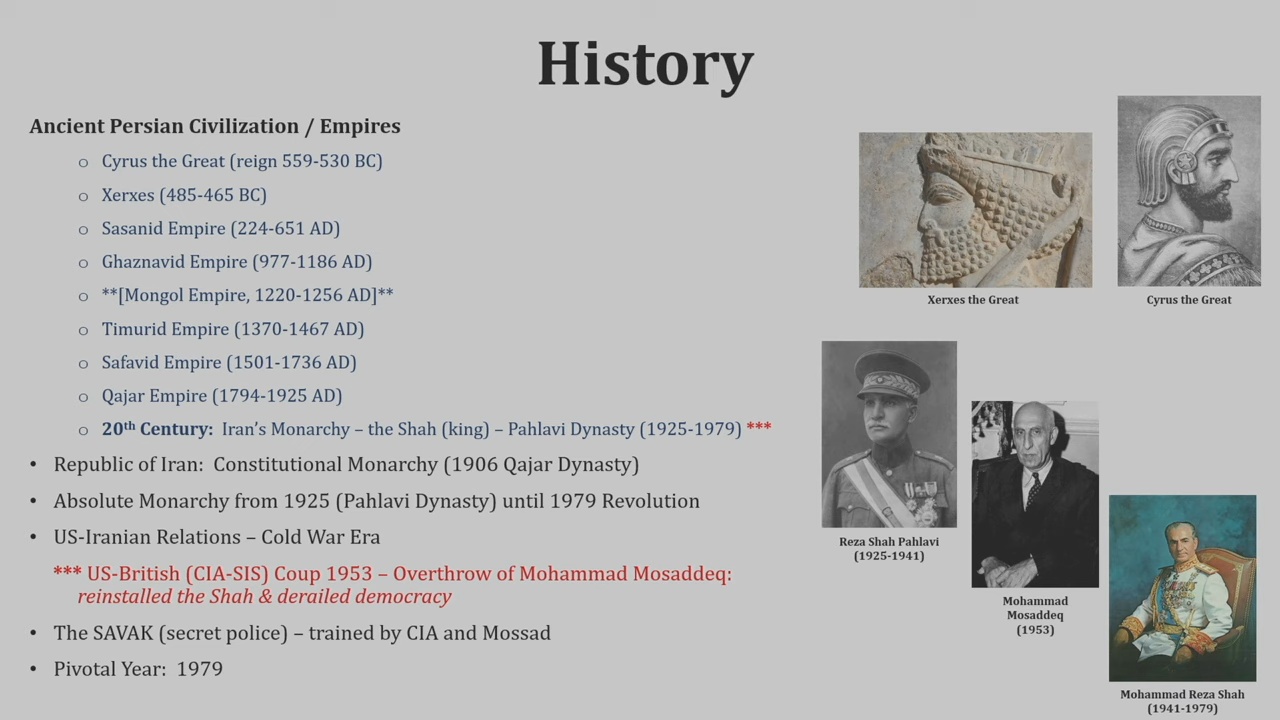 History
Ancient Persian Civilization / Empires
o Cyrus the Great (reign 559-530 BC)
o Xerxes (485-465 BC)
o Sasanid Empire (224-651 AD)
o Ghaznavid Empire (977-1186 AD)
o **[Mongol Empire, 1220-1256 AD]**
o Timurid Empire (1370-1467 AD)
o Safavid Empire (1501-1736 AD)
o Qajar Empire (1794-1925 AD)
o 20th Century: Iran's Monarchy – the Shah (king) – Pahlavi Dynasty (1925-1979) ***
• Republic of Iran: Constitutional Monarchy (1906 Qajar Dynasty)
• Absolute Monarchy from 1925 (Pahlavi Dynasty) until 1979 Revolution
• US-Iranian Relations – Cold War Era
*** US-British (CIA-SIS) Coup 1953 – Overthrow of Mohammad Mosaddeq:
reinstalled the Shah & derailed democracy
• The SAVAK (secret police) – trained by CIA and Mossad
• Pivotal Year: 1979
Xerxes the Great
Cyrus the Great
Reza Shah Pahlavi
(1925-1941)
Mohammad
Mosaddeq
(1953)
Mohammad Reza Shah
(1941-1979)